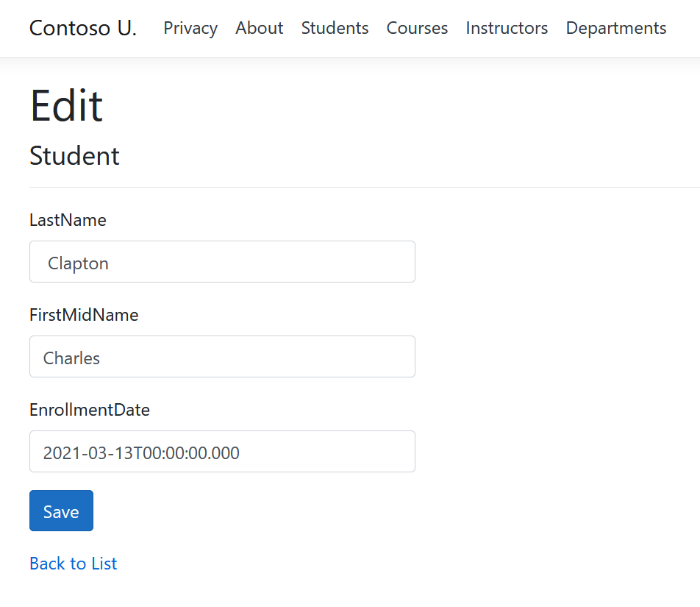 Contoso U. Privacy About Students Courses Instructors Departments
Edit
Student
LastName
Clapton
FirstMidName
Charles
EnrollmentDate
2021-03-13T00:00:00.000
Save
Back to List